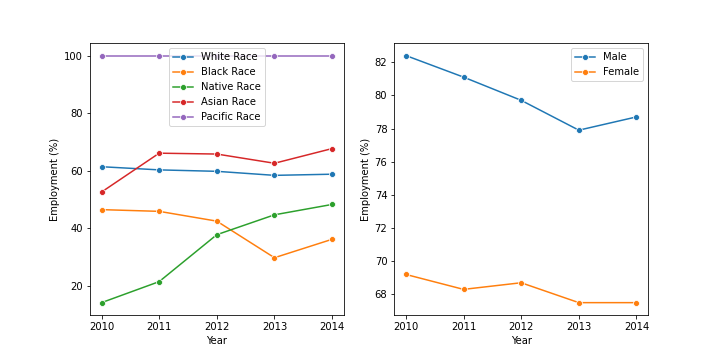 White Race
Black Race
Native Race
Asian Race
Pacific Race
100
80
60
40
20
Employment (%)
2010 2011 2012 2013 2014
Year
Male
Female
82
80
78
76
74
72
70
68
Employment (%)
2010 2011 2012 2013 2014
Year